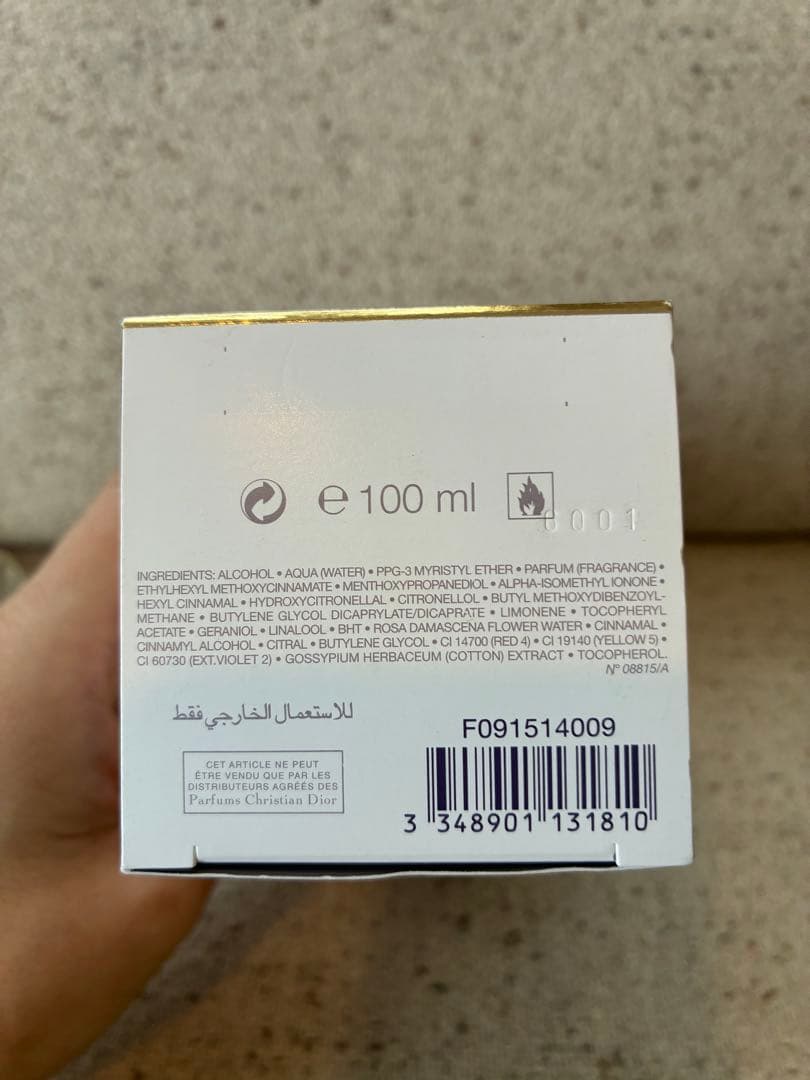 ℮ 100 ml
6001
INGREDIENTS: ALCOHOL • AQUA (WATER) • PPG-3 MYRISTYL ETHER • PARFUM (FRAGRANCE) •
ETHYLHEXYL METHOXYCINNAMATE • MENTHOXYPROPANEDIOL • ALPHA-ISOMETHYL IONONE •
HEXYL CINNAMAL • HYDROXYCITRONELLAL • CITRONELLOL • BUTYL METHOXYDIBENZOYL-
METHANE • BUTYLENE GLYCOL DICAPRYLATE/DICAPRATE • LIMONENE • TOCOPHERYL
ACETATE • GERANIOL • LINALOOL • BHT • ROSA DAMASCENA FLOWER WATER • CINNAMAL •
CINNAMYL ALCOHOL • CITRAL • BUTYLENE GLYCOL • CI 14700 (RED 4) • CI 19140 (YELLOW 5) •
CI 60730 (EXT.VIOLET 2) • GOSSYPIUM HERBACEUM (COTTON) EXTRACT • TOCOPHEROL.
N° 08815/A
للاستعمال الخارجي فقط
CET ARTICLE NE PEUT
ÊTRE VENDU QUE PAR LES
DISTRIBUTEURS AGRÉÉS DES
Parfums Christian Dior
F091514009
3 348901 131810